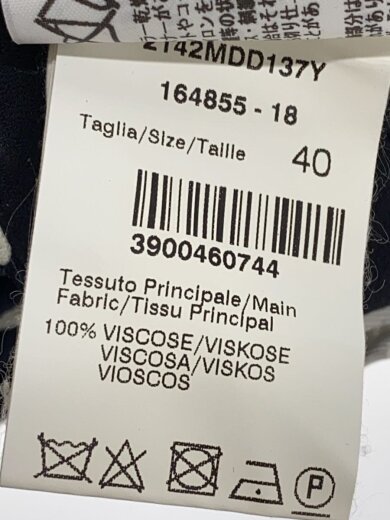 2142MDD137Y
164855 - 18
Taglia/Size/Taille 40
3900460744
Tessuto Principale/Main
Fabric/Tissu Principal
100% VISCOSE/VISKOSE
VISCOSA/VISKOS
VIOSCOS
P